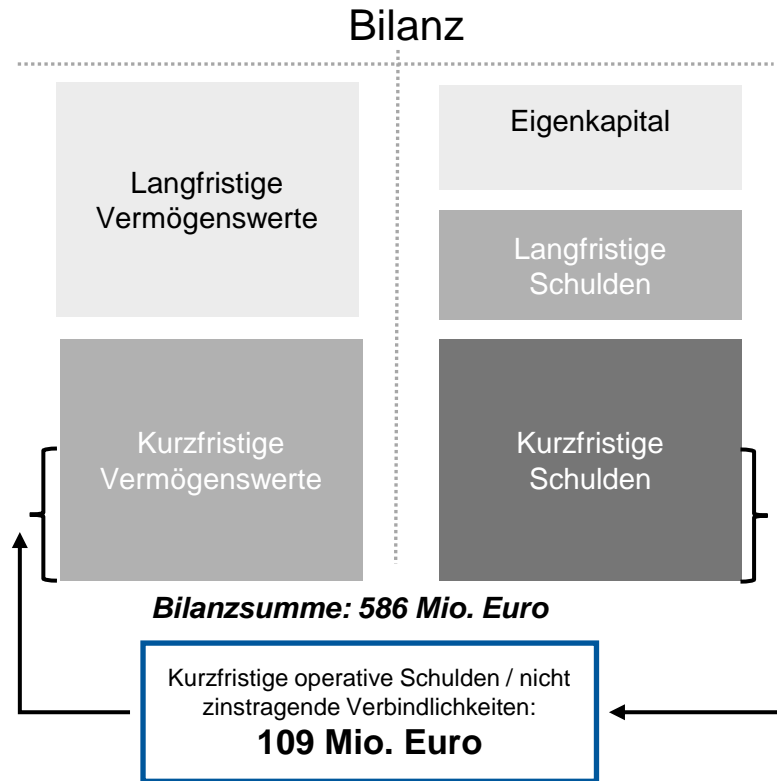 Bilanz
Langfristige
Vermögenswerte
Kurzfristige
Vermögenswerte
Eigenkapital
Langfristige
Schulden
Kurzfristige
Schulden
Bilanzsumme: 586 Mio. Euro
Kurzfristige operative Schulden / nicht
zinstragende Verbindlichkeiten:
109 Mio. Euro